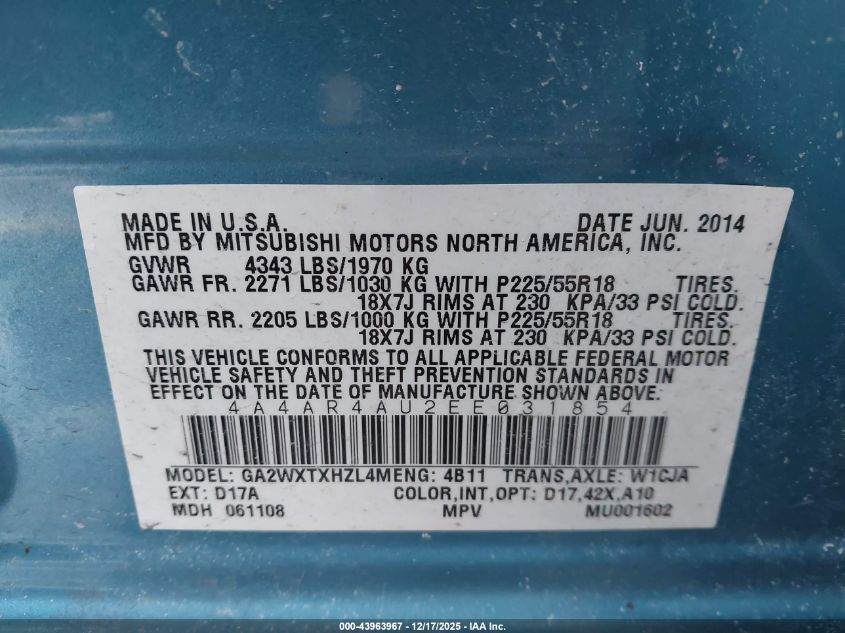 MADE IN U.S.A. DATE JUN. 2014
MFD BY MITSUBISHI MOTORS NORTH AMERICA, INC.
GVWR 4343 LBS/1970 KG
GAWR FR. 2271 LBS/1030 KG WITH P225/55R18 TIRES.
18X7J RIMS AT 230 KPA/33 PSI COLD.
GAWR RR. 2205 LBS/1000 KG WITH P225/55R18 TIRES.
18X7J RIMS AT 230 KPA/33 PSI COLD.
THIS VEHICLE CONFORMS TO ALL APPLICABLE FEDERAL MOTOR
VEHICLE SAFETY AND THEFT PREVENTION STANDARDS IN
EFFECT ON THE DATE OF MANUFACTURE SHOWN ABOVE.
4A4AR4AU2EE031854
MODEL: GA2WXTXHZL4M ENG: 4B11 TRANS,AXLE: W1CJA
EXT: D17A COLOR,INT,OPT: D17,42X,A10
MDH 061108 MPV MU001602
000-43963967 - 12/17/2025 - IAA Inc.